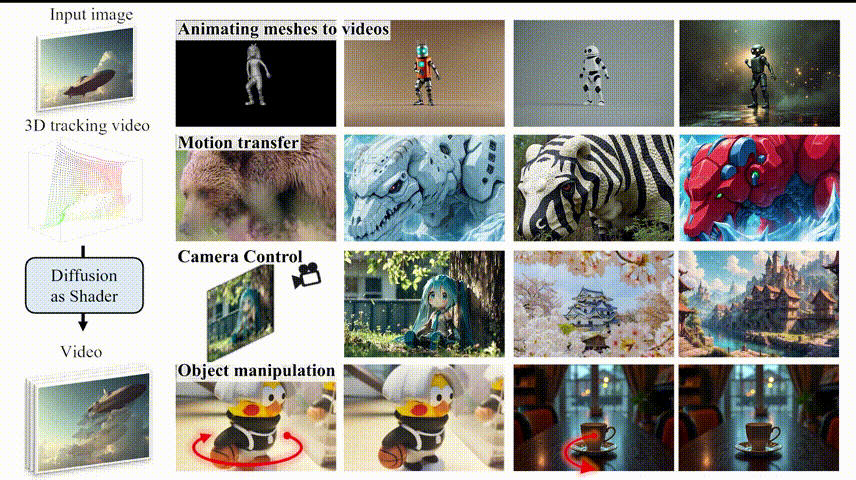 Input image
3D tracking video
Diffusion
as Shader
Video
Animating meshes to videos
Motion transfer
Camera Control
Object manipulation